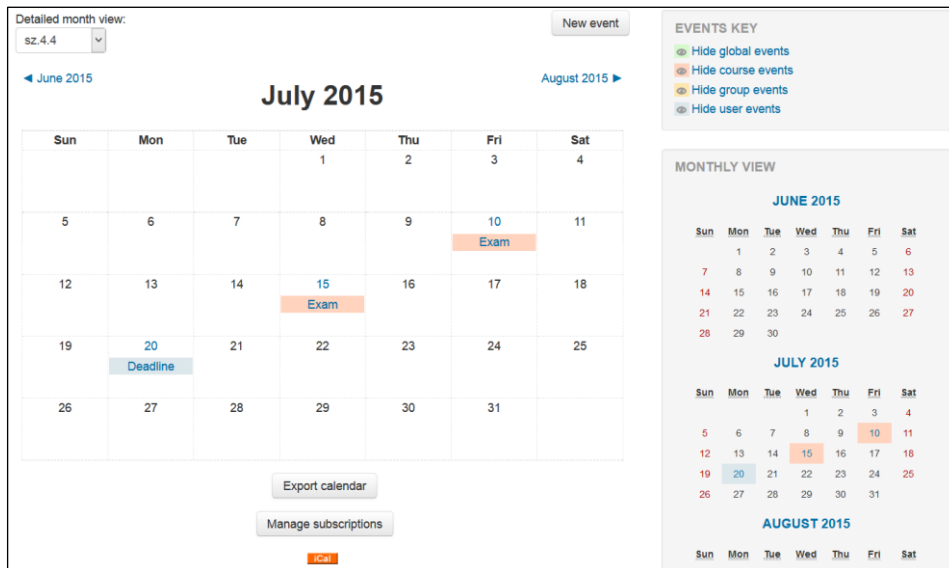 Detailed month view:
sz.4.4
New event
◄ June 2015
July 2015
August 2015 ►
Sun Mon Tue Wed Thu Fri Sat
1 2 3 4
5 6 7 8 9 10 11
Exam
12 13 14 15 16 17 18
Exam
19 20 21 22 23 24 25
Deadline
26 27 28 29 30 31
Export calendar
Manage subscriptions
iCal
EVENTS KEY
Hide global events
Hide course events
Hide group events
Hide user events
MONTHLY VIEW
JUNE 2015
Sun Mon Tue Wed Thu Fri Sat
1 2 3 4 5 6
7 8 9 10 11 12 13
14 15 16 17 18 19 20
21 22 23 24 25 26 27
28 29 30
JULY 2015
Sun Mon Tue Wed Thu Fri Sat
1 2 3 4
5 6 7 8 9 10 11
12 13 14 15 16 17 18
19 20 21 22 23 24 25
26 27 28 29 30 31
AUGUST 2015
Sun Mon Tue Wed Thu Fri Sat